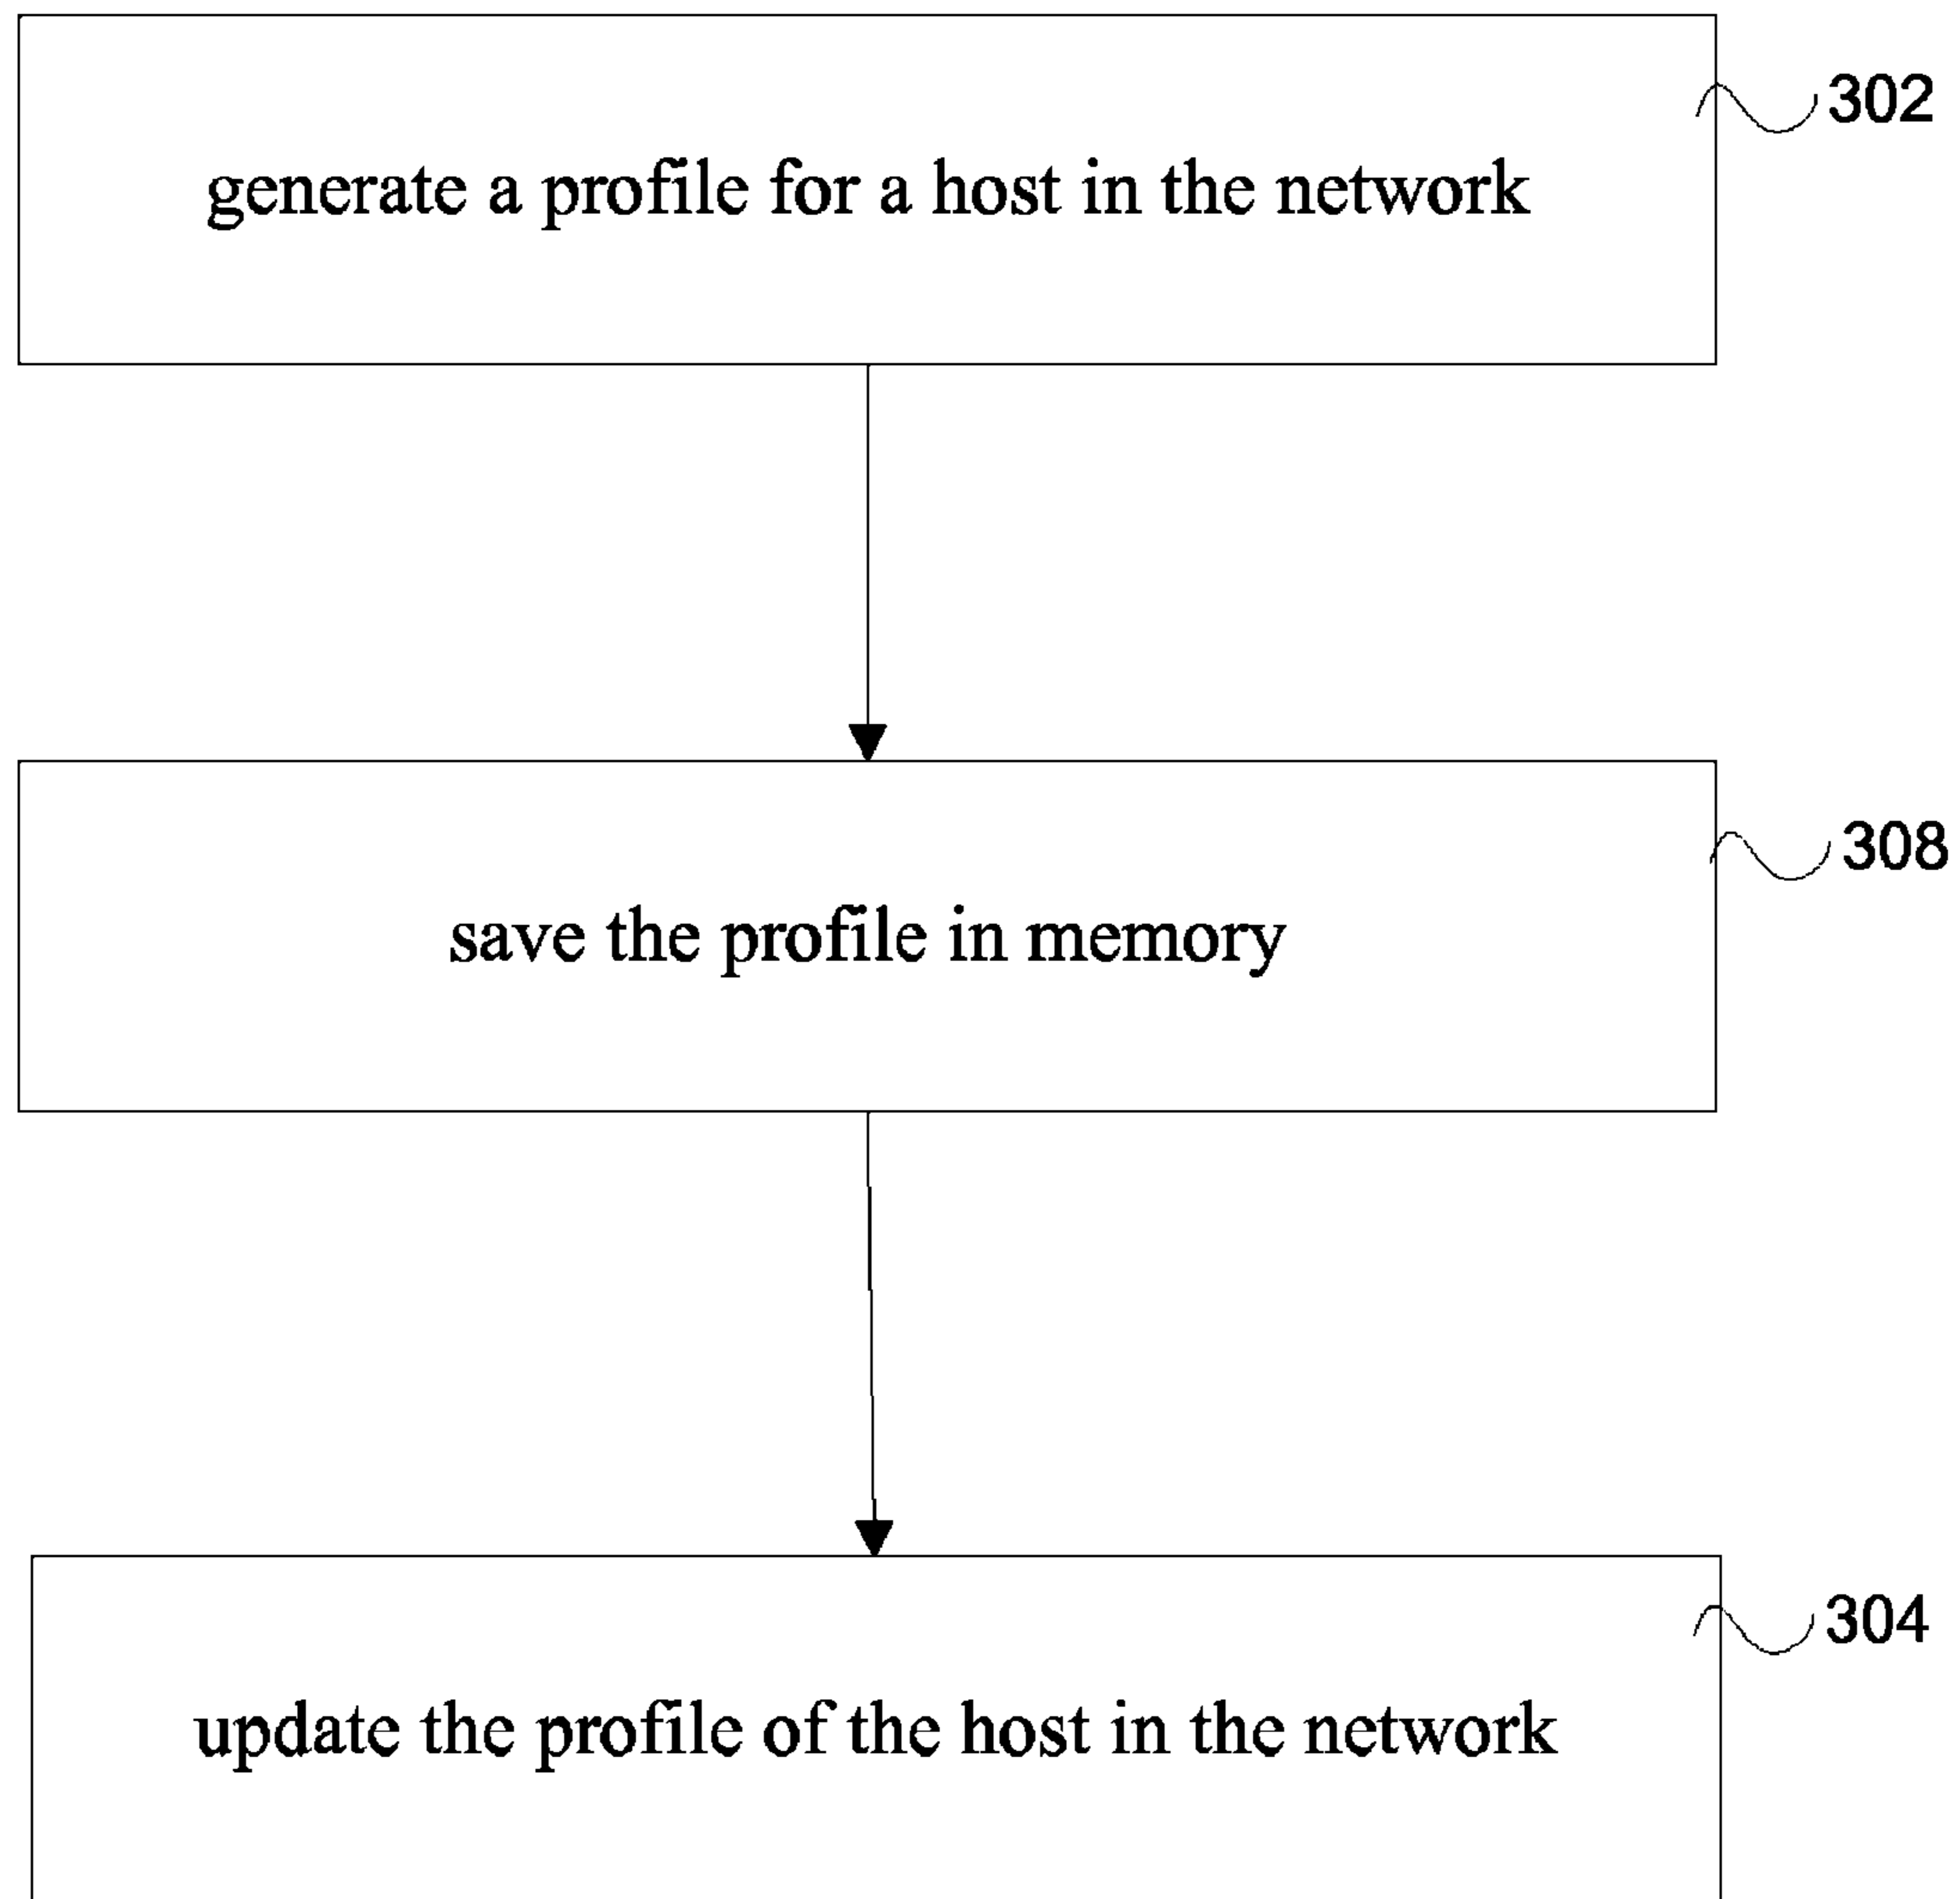 302
generate a profile for a host in the network
308
save the profile in memory
304
update the profile of the host in the network